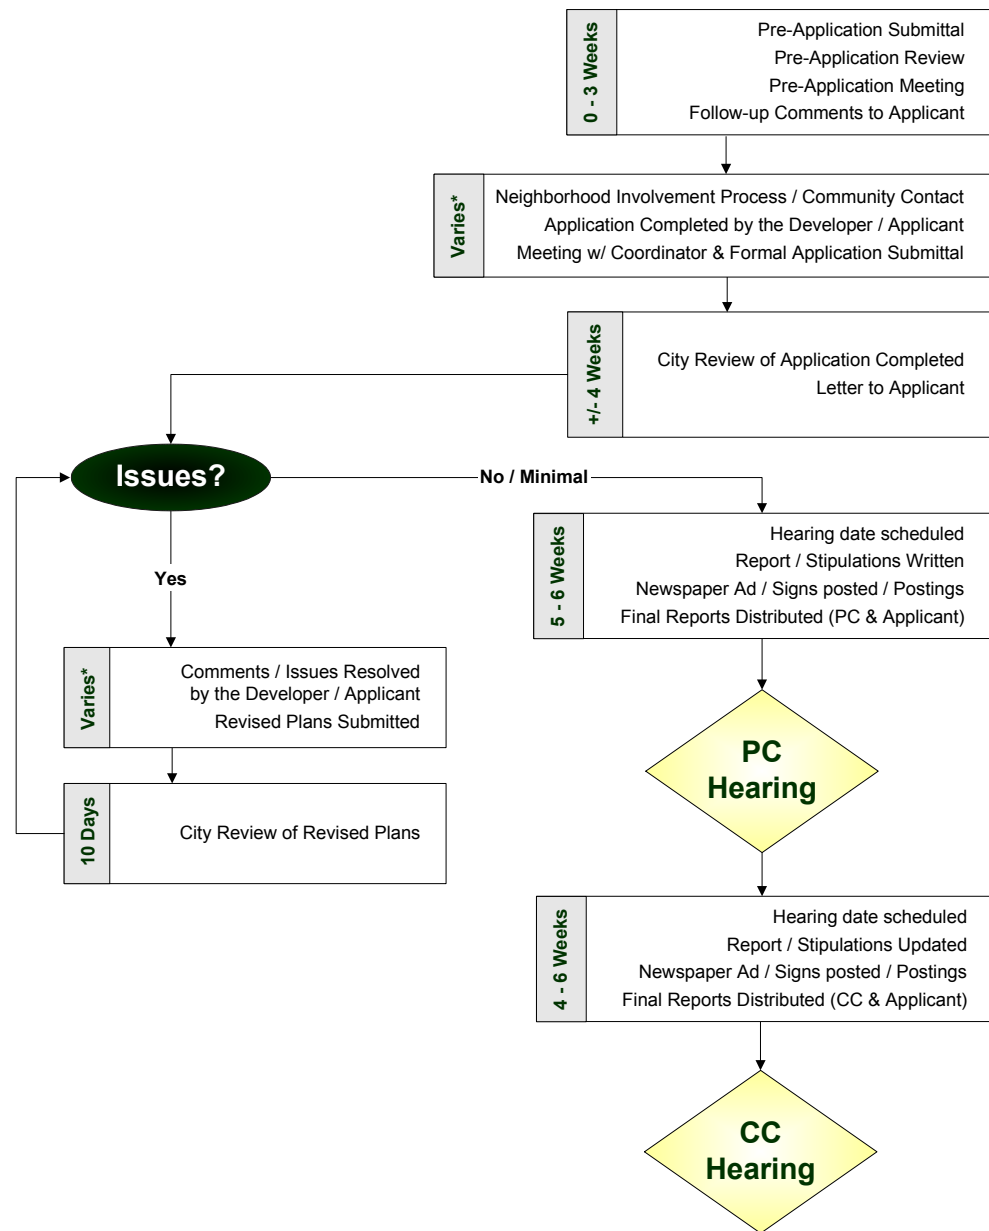 0 - 3 Weeks
Pre-Application Submittal
Pre-Application Review
Pre-Application Meeting
Follow-up Comments to Applicant
Varies*
Neighborhood Involvement Process / Community Contact
Application Completed by the Developer / Applicant
Meeting w/ Coordinator & Formal Application Submittal
+/- 4 Weeks
City Review of Application Completed
Letter to Applicant
Issues?
No / Minimal
Yes
5 - 6 Weeks
Hearing date scheduled
Report / Stipulations Written
Newspaper Ad / Signs posted / Postings
Final Reports Distributed (PC & Applicant)
Varies*
Comments / Issues Resolved
by the Developer / Applicant
Revised Plans Submitted
10 Days
City Review of Revised Plans
PC
Hearing
4 - 6 Weeks
Hearing date scheduled
Report / Stipulations Updated
Newspaper Ad / Signs posted / Postings
Final Reports Distributed (CC & Applicant)
CC
Hearing